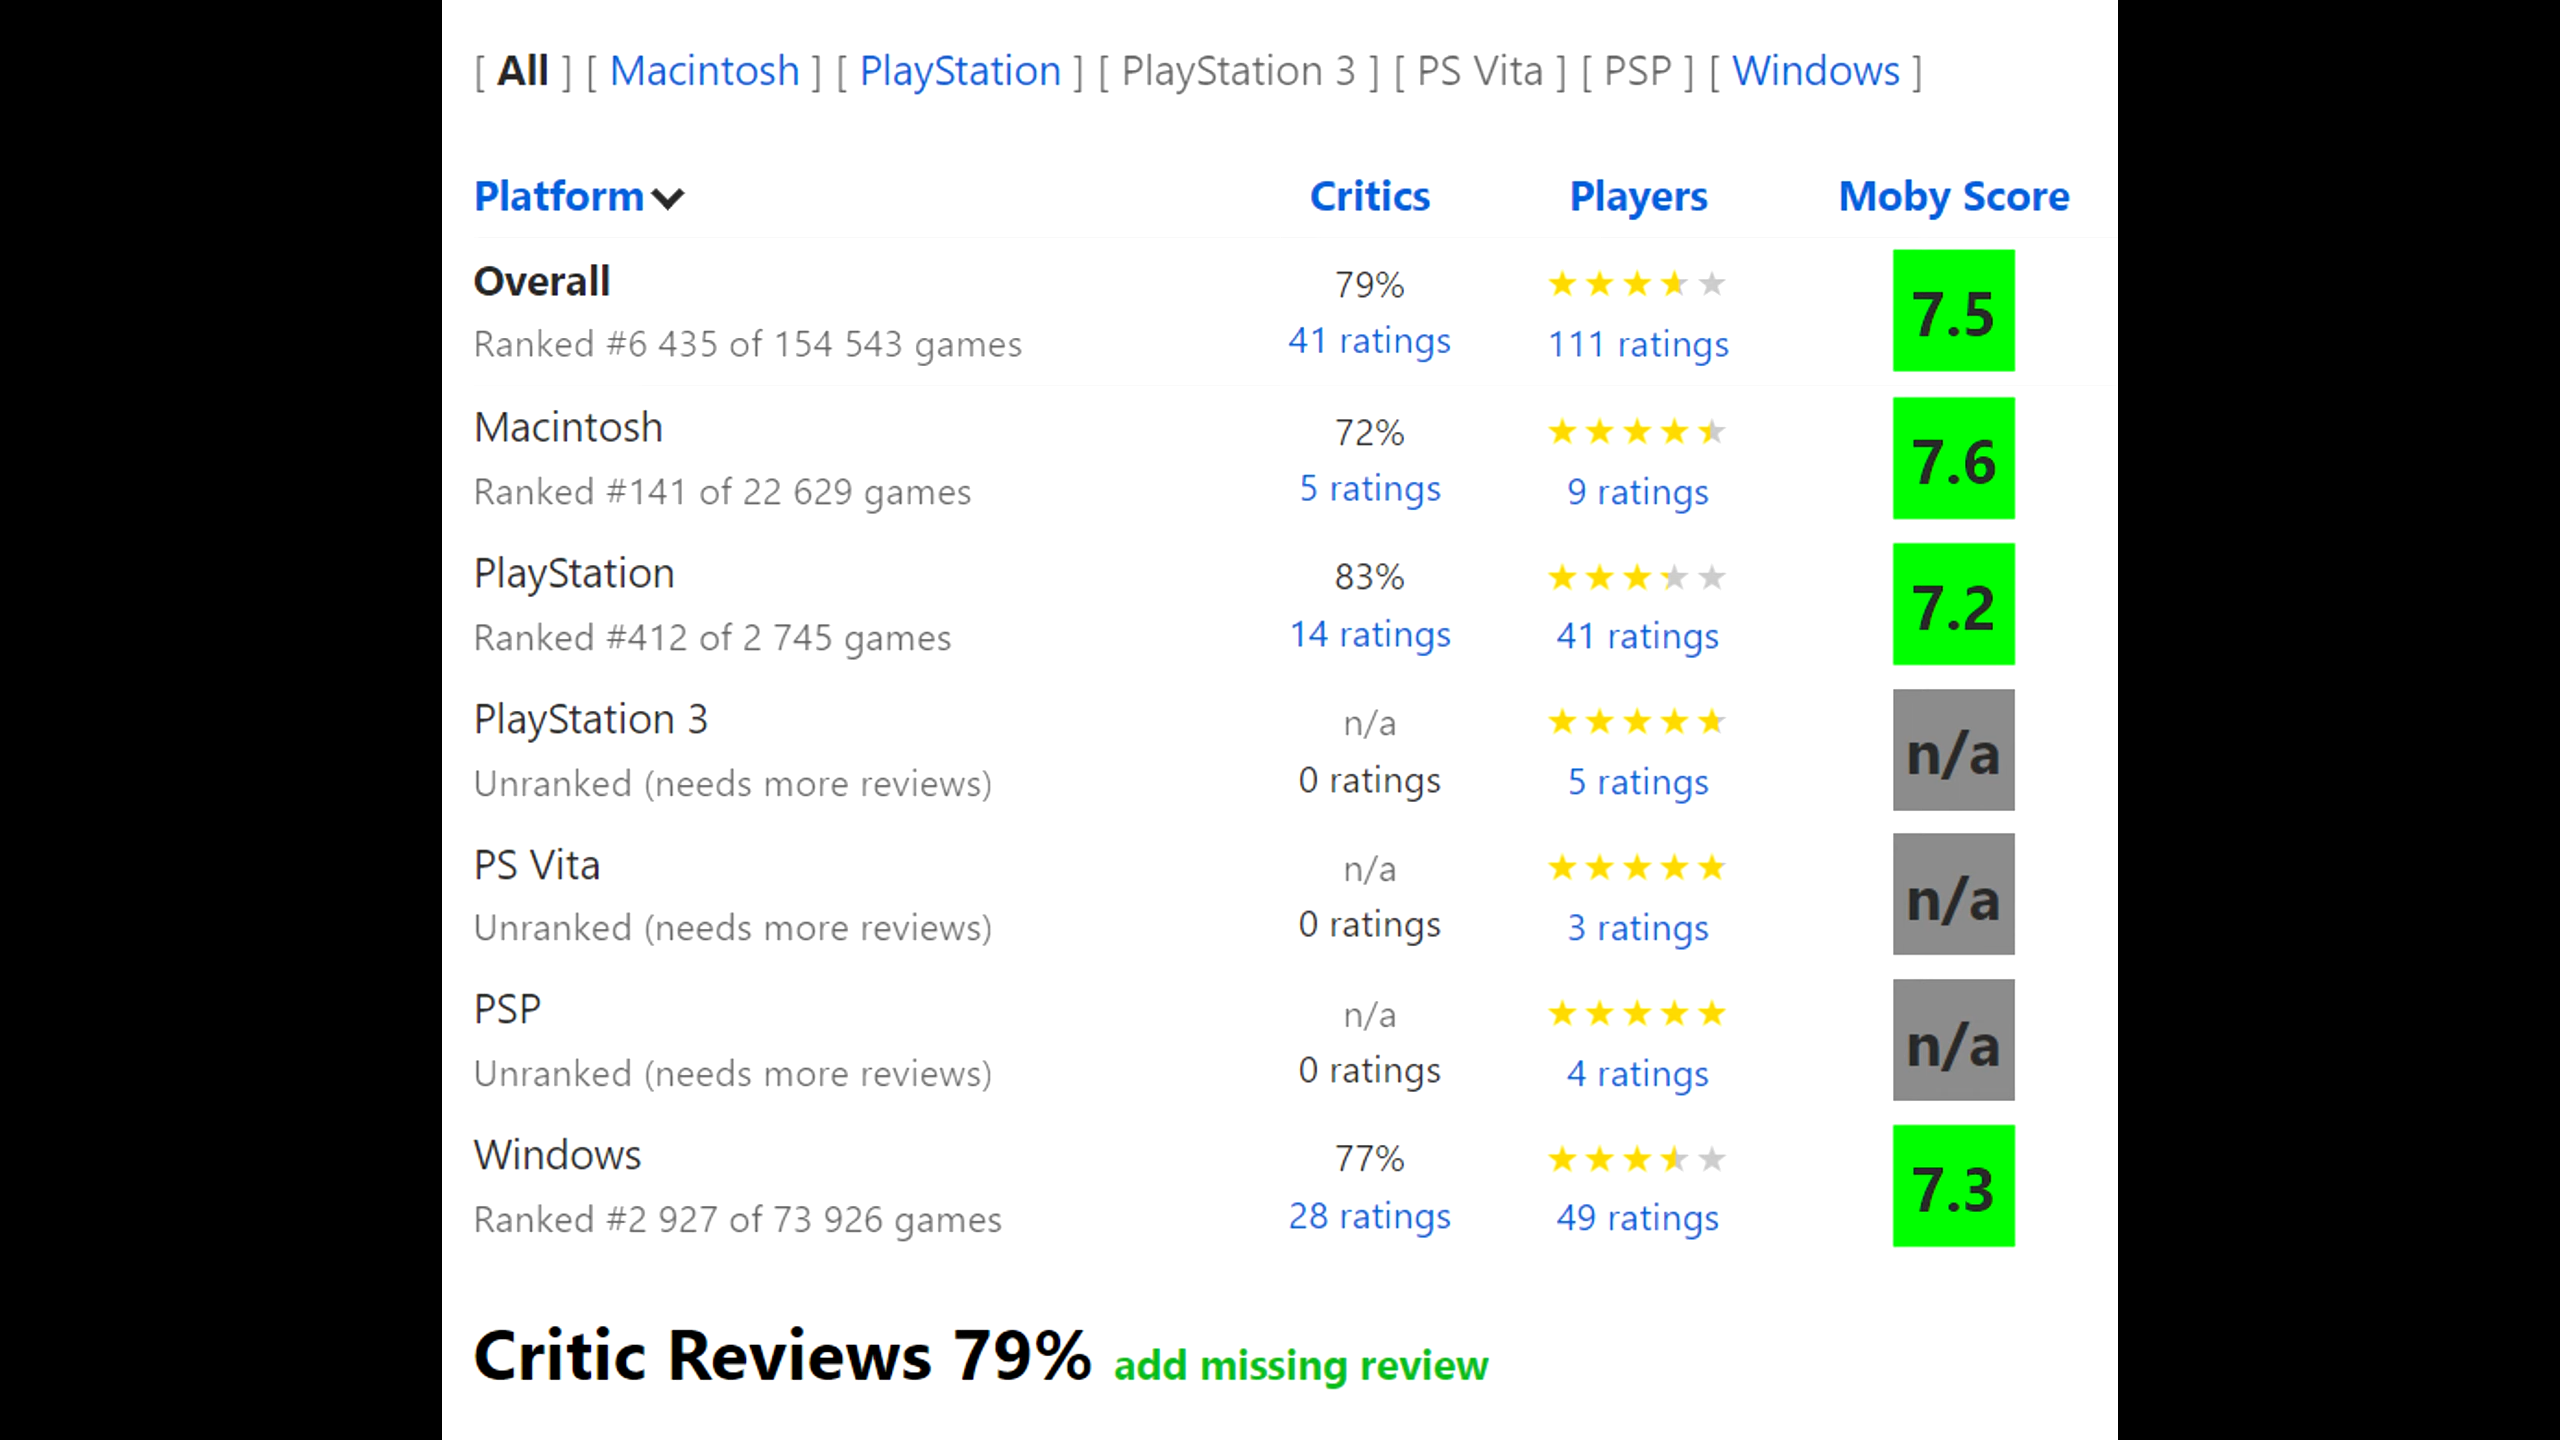 [ All ] [ Macintosh ] [ PlayStation ] [ PlayStation 3 ] [ PS Vita ] [ PSP ] [ Windows ]
Platform Critics Players Moby Score
Overall 79% 7.5
Ranked #6 435 of 154 543 games 41 ratings 111 ratings
Macintosh 72% 7.6
Ranked #141 of 22 629 games 5 ratings 9 ratings
PlayStation 83% 7.2
Ranked #412 of 2 745 games 14 ratings 41 ratings
PlayStation 3 n/a n/a
Unranked (needs more reviews) 0 ratings 5 ratings
PS Vita n/a n/a
Unranked (needs more reviews) 0 ratings 3 ratings
PSP n/a n/a
Unranked (needs more reviews) 0 ratings 4 ratings
Windows 77% 7.3
Ranked #2 927 of 73 926 games 28 ratings 49 ratings
Critic Reviews 79% add missing review